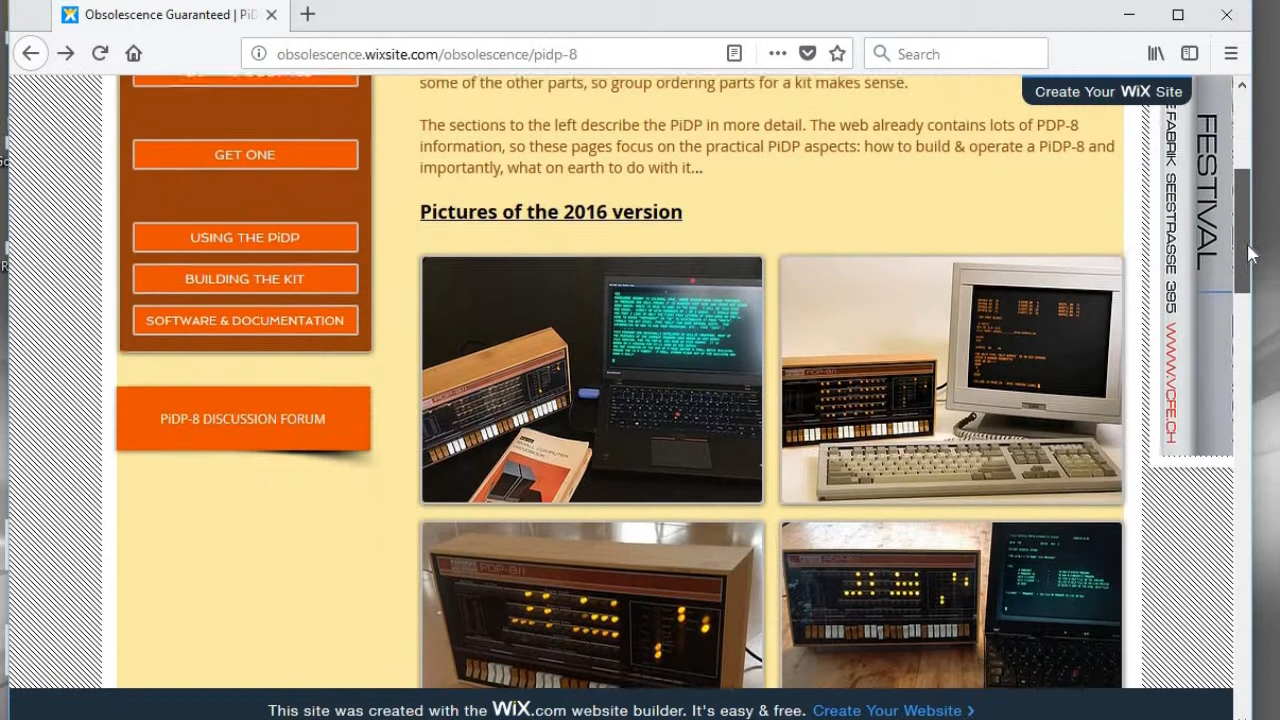 Obsolescence Guaranteed | PiD
obsolescence.wixsite.com/obsolescence/pidp-8
Search
Create Your WiX Site
some of the other parts, so group ordering parts for a kit makes sense.
The sections to the left describe the PiDP in more detail. The web already contains lots of PDP-8
information, so these pages focus on the practical PiDP aspects: how to build & operate a PiDP-8 and
importantly, what on earth to do with it...
Pictures of the 2016 version
GET ONE
USING THE PiDP
BUILDING THE KIT
SOFTWARE & DOCUMENTATION
PiDP-8 DISCUSSION FORUM
FESTIVAL
E FABRIK SEESTRASSE 395 WWW.VCFE.CH
SMALL COMPUTER
HANDBOOK
PDP-8/I
This site was created with the WiX.com website builder. It's easy & free. Create Your Website >